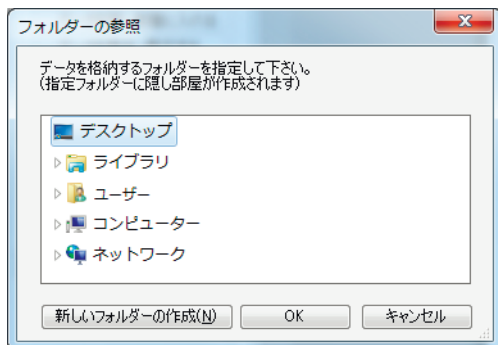 フォルダーの参照
データを格納するフォルダーを指定して下さい。
(指定フォルダーに隠し部屋が作成されます)
デスクトップ
ライブラリ
ユーザー
コンピューター
ネットワーク
新しいフォルダーの作成(N) OK キャンセル